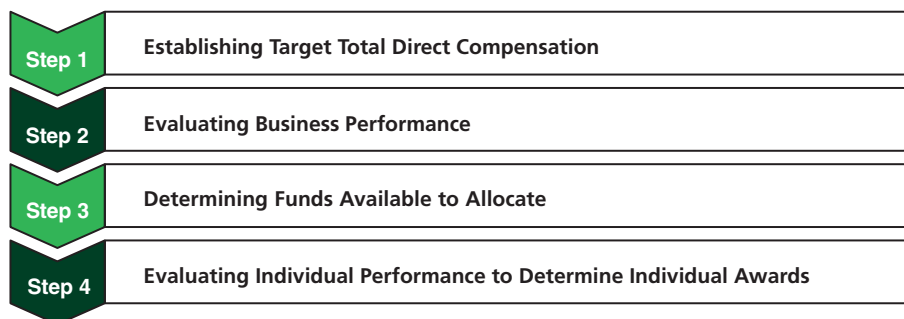 Step 1
Establishing Target Total Direct Compensation
Step 2
Evaluating Business Performance
Step 3
Determining Funds Available to Allocate
Step 4
Evaluating Individual Performance to Determine Individual Awards